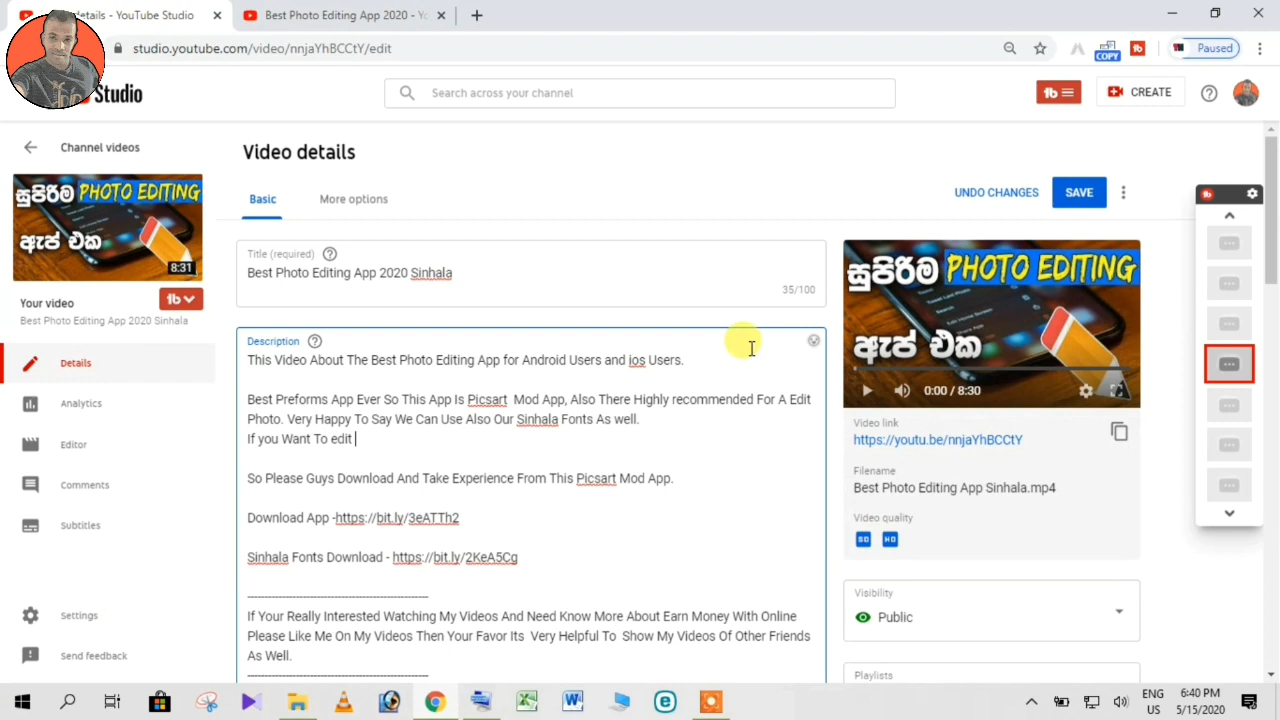 details - YouTube Studio
Best Photo Editing App 2020 - Yo
studio.youtube.com/video/nnjaYhBCCtY/edit
COPY
Paused
Studio
Search across your channel
CREATE
Channel videos
Video details
සුපිරිම PHOTO EDITING
ඇප් එක
8:31
Your video
Best Photo Editing App 2020 Sinhala
Details
Analytics
Editor
Comments
Subtitles
Settings
Send feedback
Basic
More options
UNDO CHANGES
SAVE
Title (required)
Best Photo Editing App 2020 Sinhala
35/100
Description
This Video About The Best Photo Editing App for Android Users and ios Users.
Best Preforms App Ever So This App Is Picsart  Mod App, Also There Highly recommended For A Edit
Photo. Very Happy To Say We Can Use Also Our Sinhala Fonts As well.
If you Want To edit
So Please Guys Download And Take Experience From This Picsart Mod App.
Download App -https://bit.ly/3eATTh2
Sinhala Fonts Download - https://bit.ly/2KeA5Cg
--------------------------------------------------
If Your Really Interested Watching My Videos And Need Know More About Earn Money With Online
Please Like Me On My Videos Then Your Favor Its  Very Helpful To  Show My Videos Of Other Friends
As Well.
--------------------------------------------------
සුපිරිම PHOTO EDITING
ඇප් එක
0:00 / 8:30
Video link
https://youtu.be/nnjaYhBCCtY
Filename
Best Photo Editing App Sinhala.mp4
Video quality
SD HD
Visibility
Public
Playlists
ENG
US
6:40 PM
5/15/2020